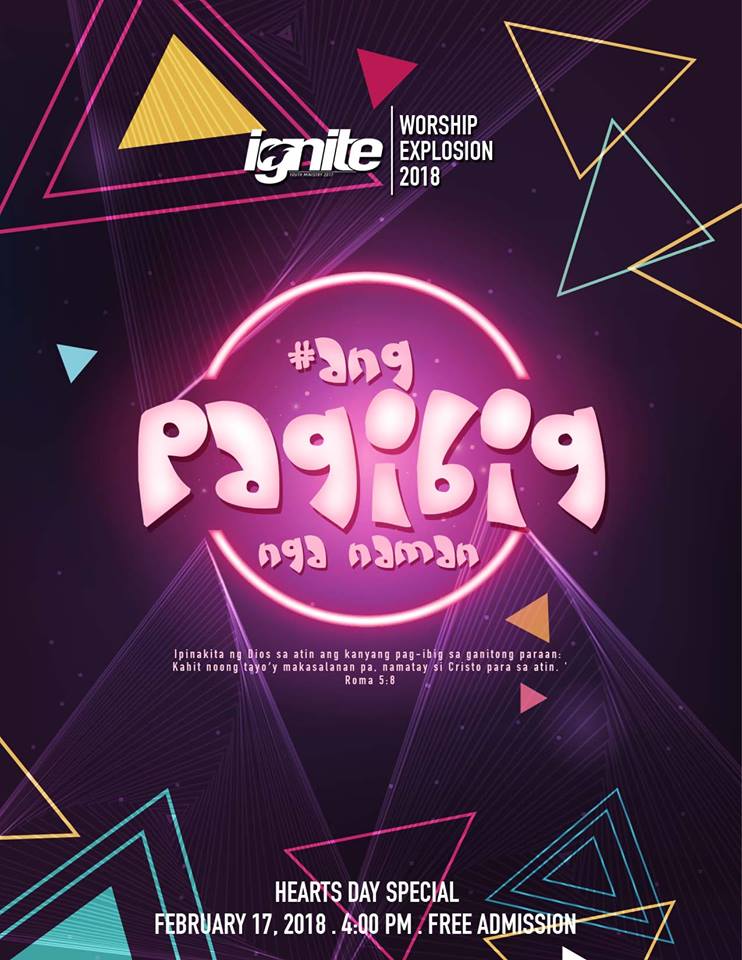 ignite
YOUTH MINISTRY 2017
WORSHIP
EXPLOSION
2018
#ang
Pagibig
nga naman
Ipinakita ng Dios sa atin ang kanyang pag-ibig sa ganitong paraan:
Kahit noong tayo'y makasalanan pa, namatay si Cristo para sa atin. '
Roma 5:8
HEARTS DAY SPECIAL
FEBRUARY 17, 2018 . 4:00 PM . FREE ADMISSION